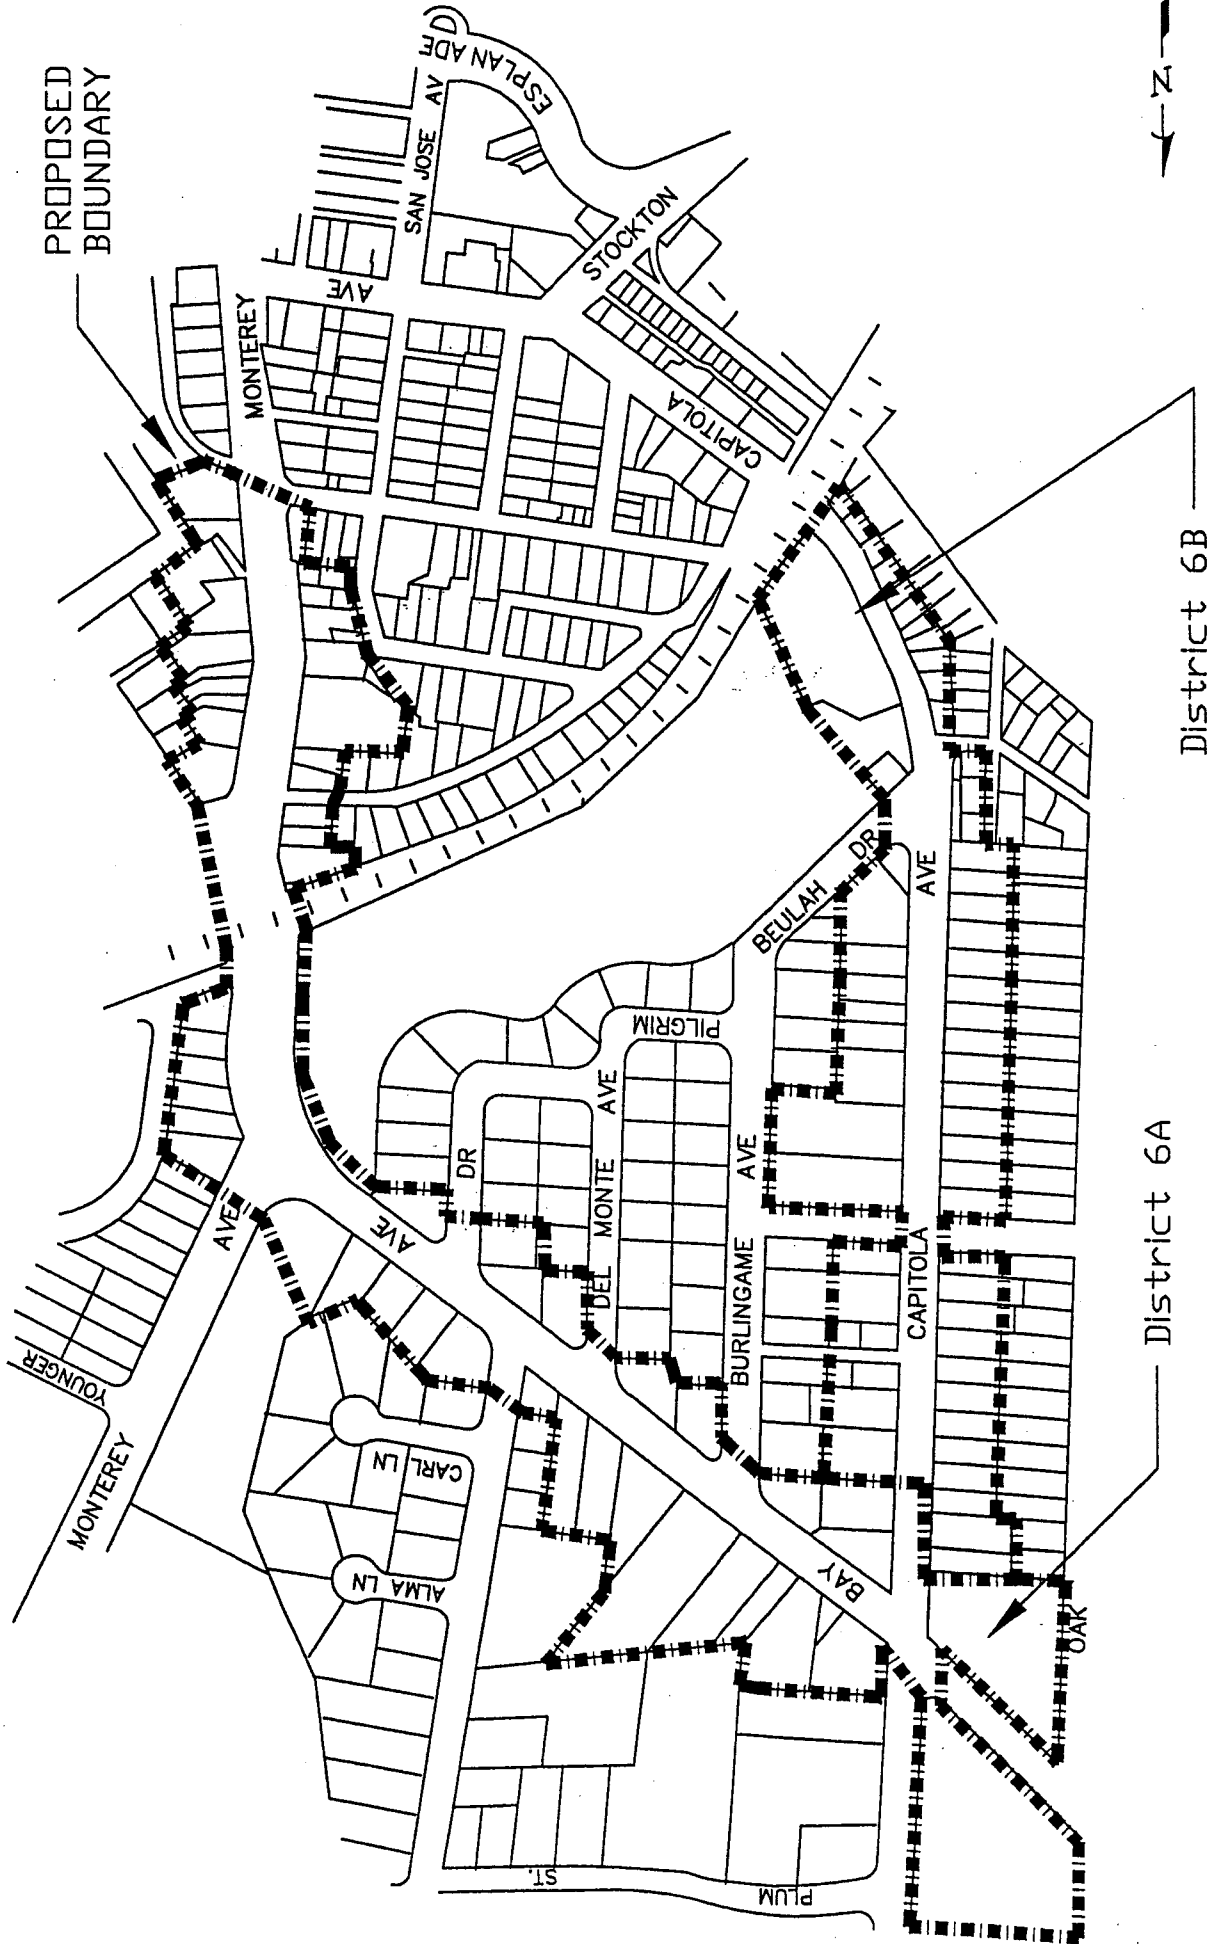 PROPOSED
BOUNDARY
ESPLANADE
SAN JOSE AV
STOCKTON
AVE
MONTEREY
CAPITOLA
N
District 6B
BEULAH DR
AVE
PILGRIM
DR
DEL MONTE AVE
BURLINGAME AVE
CAPITOLA
AVE
AVE
YOUNGER
MONTEREY
CARL LN
ALMA LN
BAY
OAK
District 6A
PLUM ST.